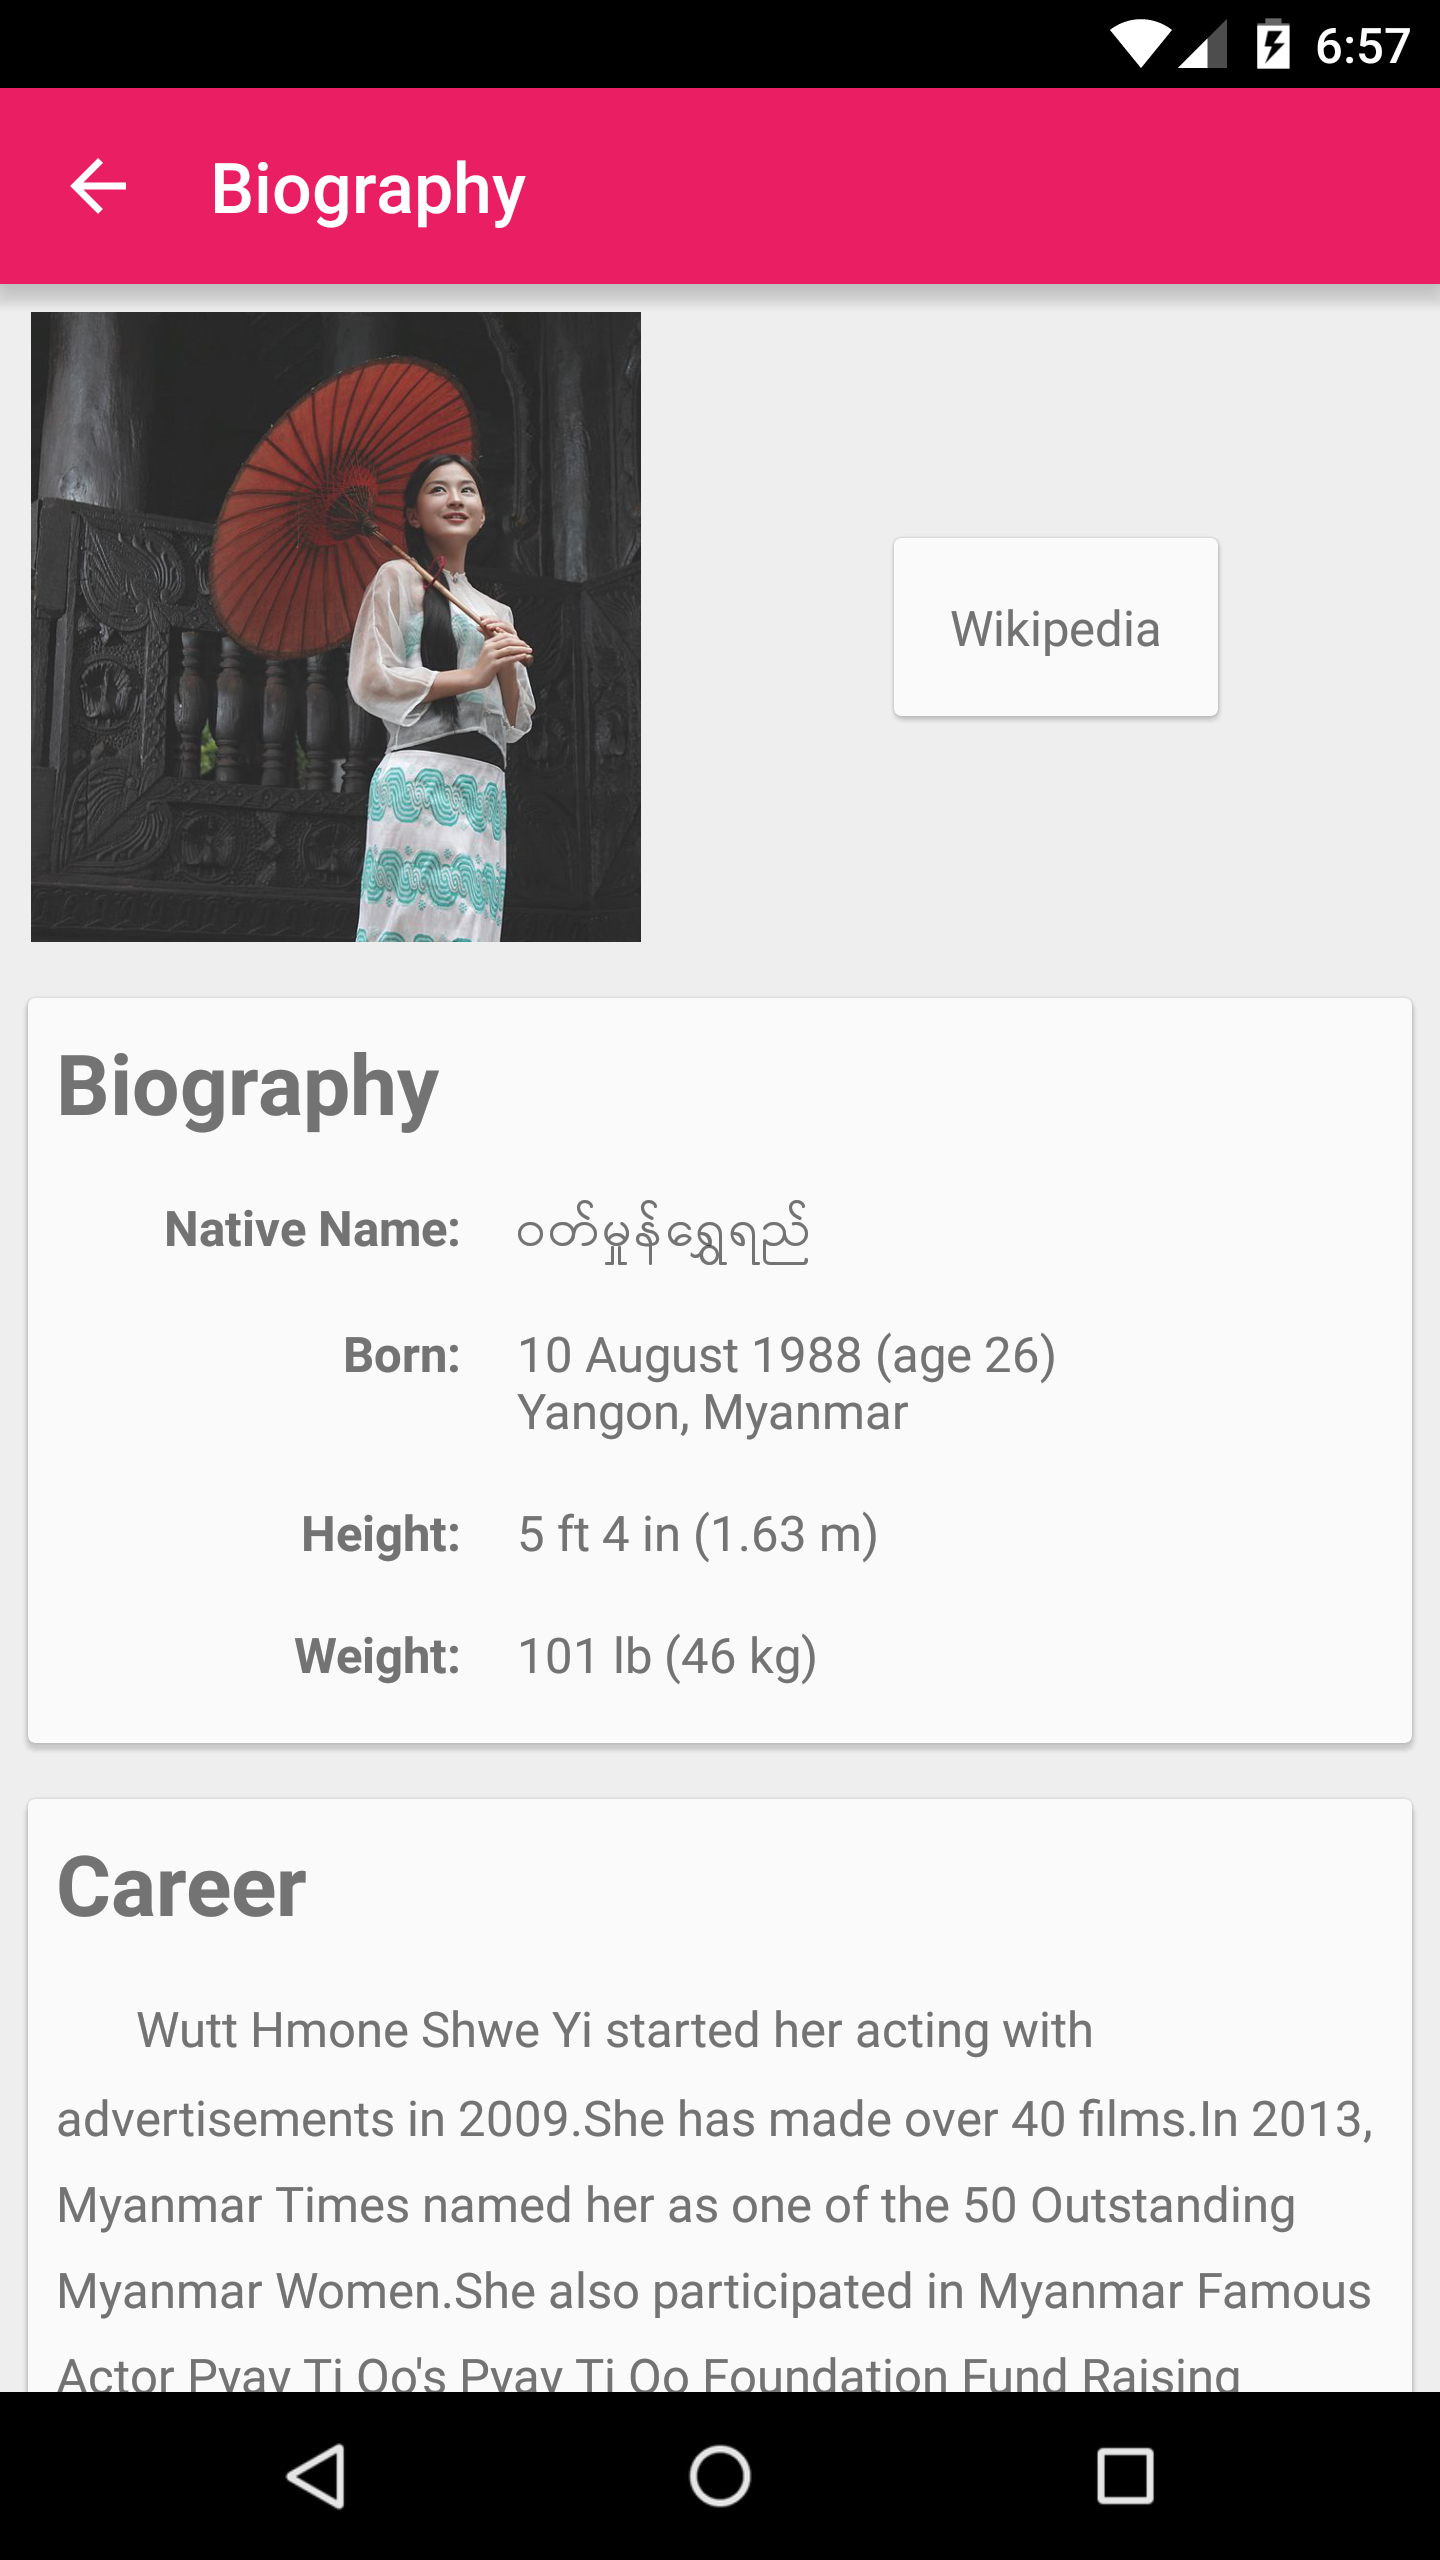 6:57
Biography
Wikipedia
Biography
Native Name: ဝတ်မှုန်ရွှေရည်
Born: 10 August 1988 (age 26)
Yangon, Myanmar
Height: 5 ft 4 in (1.63 m)
Weight: 101 lb (46 kg)
Career
Wutt Hmone Shwe Yi started her acting with
advertisements in 2009.She has made over 40 films.In 2013,
Myanmar Times named her as one of the 50 Outstanding
Myanmar Women.She also participated in Myanmar Famous
Actor Pyay Ti Oo's Pyay Ti Oo Foundation Fund Raising